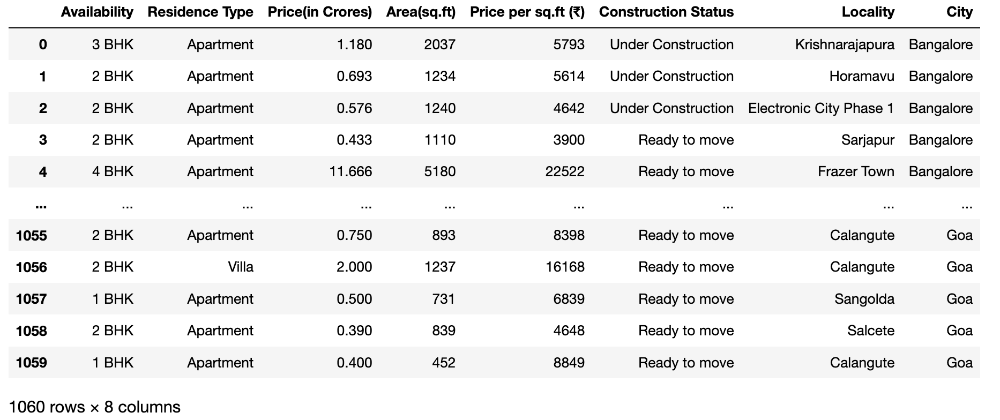 Availability Residence Type Price(in Crores) Area(sq.ft) Price per sq.ft (₹) Construction Status Locality City
0 3 BHK Apartment 1.180 2037 5793 Under Construction Krishnarajapura Bangalore
1 2 BHK Apartment 0.693 1234 5614 Under Construction Horamavu Bangalore
2 2 BHK Apartment 0.576 1240 4642 Under Construction Electronic City Phase 1 Bangalore
3 2 BHK Apartment 0.433 1110 3900 Ready to move Sarjapur Bangalore
4 4 BHK Apartment 11.666 5180 22522 Ready to move Frazer Town Bangalore
... ... ... ... ... ... ... ... ...
1055 2 BHK Apartment 0.750 893 8398 Ready to move Calangute Goa
1056 2 BHK Villa 2.000 1237 16168 Ready to move Calangute Goa
1057 1 BHK Apartment 0.500 731 6839 Ready to move Sangolda Goa
1058 2 BHK Apartment 0.390 839 4648 Ready to move Salcete Goa
1059 1 BHK Apartment 0.400 452 8849 Ready to move Calangute Goa
1060 rows × 8 columns